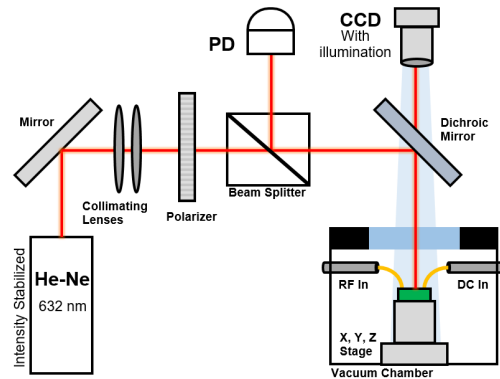 CCD
With
illumination
PD
Mirror
Dichroic
Mirror
Collimating
Lenses
Polarizer
Beam Splitter
Intensity Stabilized
He-Ne
632 nm
RF In
DC In
X, Y, Z
Stage
Vacuum Chamber